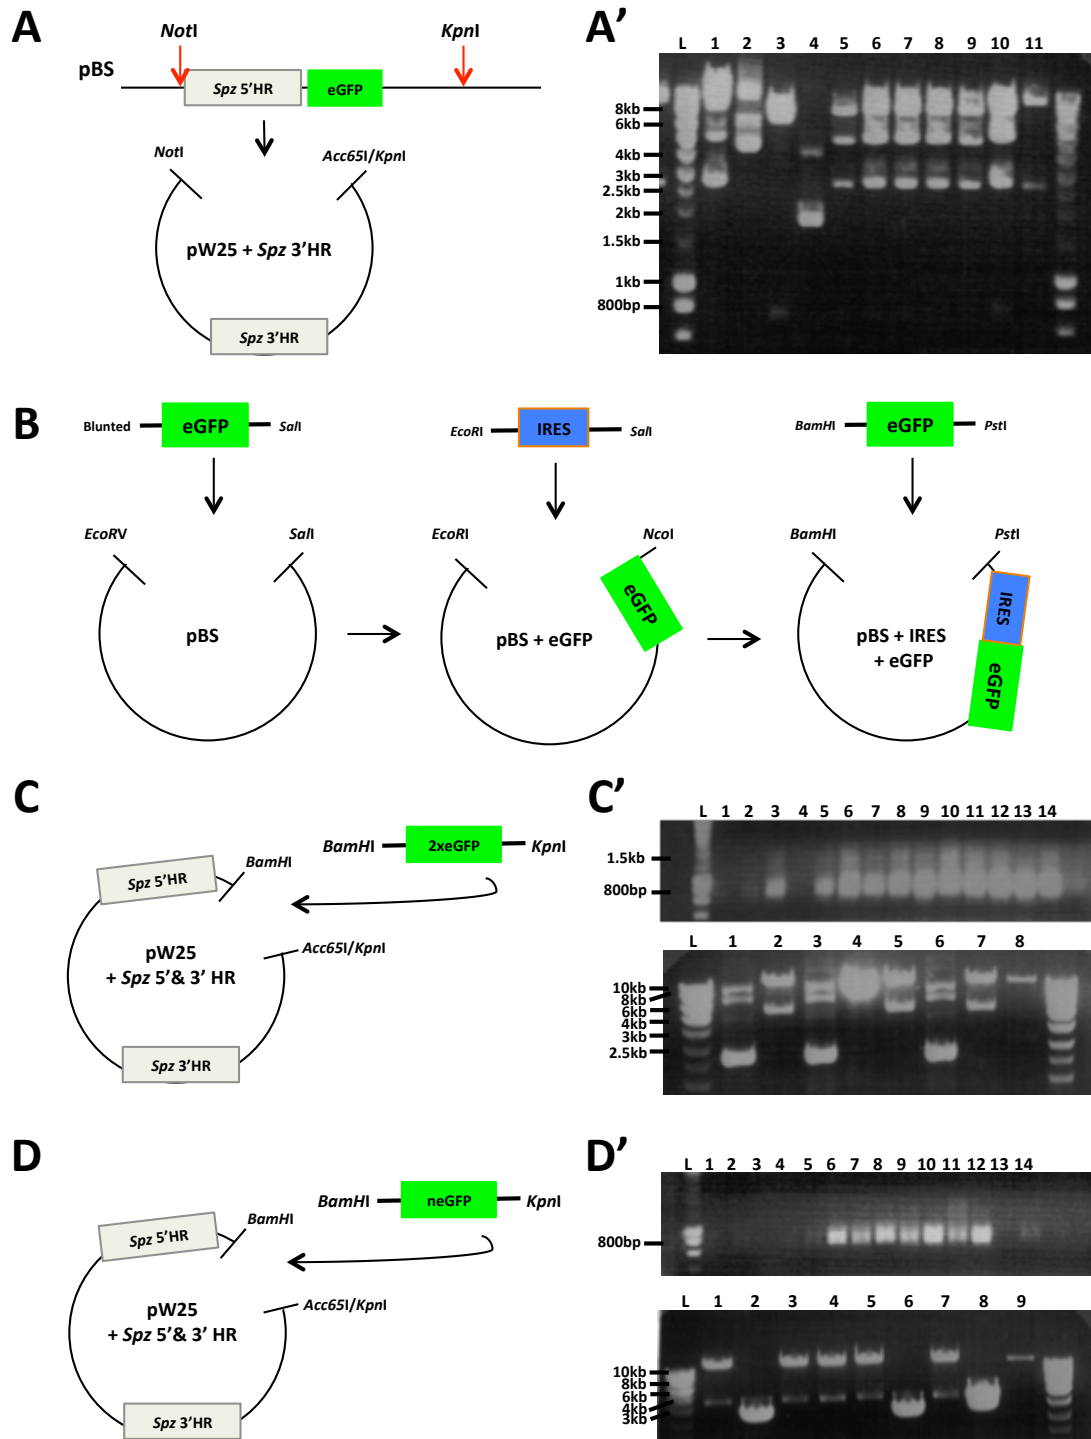 A
NotI
KpnI
pBS
Spz 5'HR
eGFP
NotI
Acc65I/KpnI
pW25 + Spz 3'HR
Spz 3'HR
A'
L 1 2 3 4 5 6 7 8 9 10 11
8kb
6kb
4kb
3kb
2.5kb
2kb
1.5kb
1kb
800bp
B
Blunted
eGFP
SalI
EcoRI
IRES
SalI
BamHI
eGFP
PstI
EcoRV
SalI
pBS
EcoRI
NcoI
eGFP
pBS + eGFP
BamHI
PstI
IRES
eGFP
pBS + IRES
+ eGFP
C
BamHI
2xeGFP
KpnI
Spz 5'HR
BamHI
pW25
+ Spz 5'& 3' HR
Acc65I/KpnI
Spz 3'HR
C'
L 1 2 3 4 5 6 7 8 9 10 11 12 13 14
1.5kb
800bp
L 1 2 3 4 5 6 7 8
10kb
8kb
6kb
4kb
3kb
2.5kb
D
BamHI
neGFP
KpnI
Spz 5'HR
BamHI
pW25
+ Spz 5'& 3' HR
Acc65I/KpnI
Spz 3'HR
D'
L 1 2 3 4 5 6 7 8 9 10 11 12 13 14
800bp
L 1 2 3 4 5 6 7 8 9
10kb
8kb
6kb
4kb
3kb